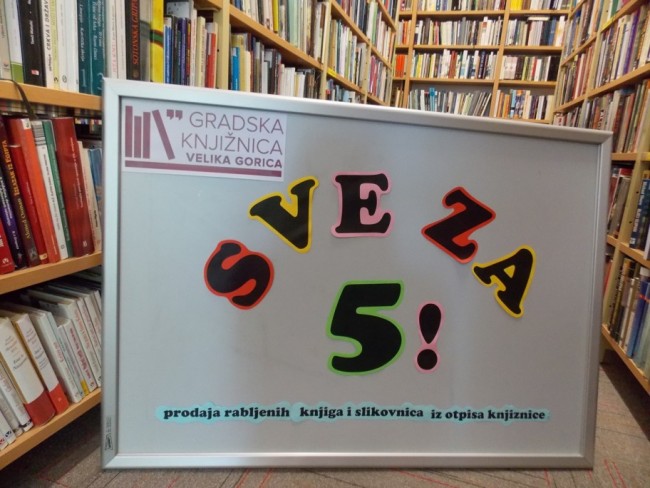 GRADSKA
KNJIŽNICA
VELIKA GORICA
SVE ZA
5!
prodaja rabljenih knjiga i slikovnica iz otpisa knjiznice